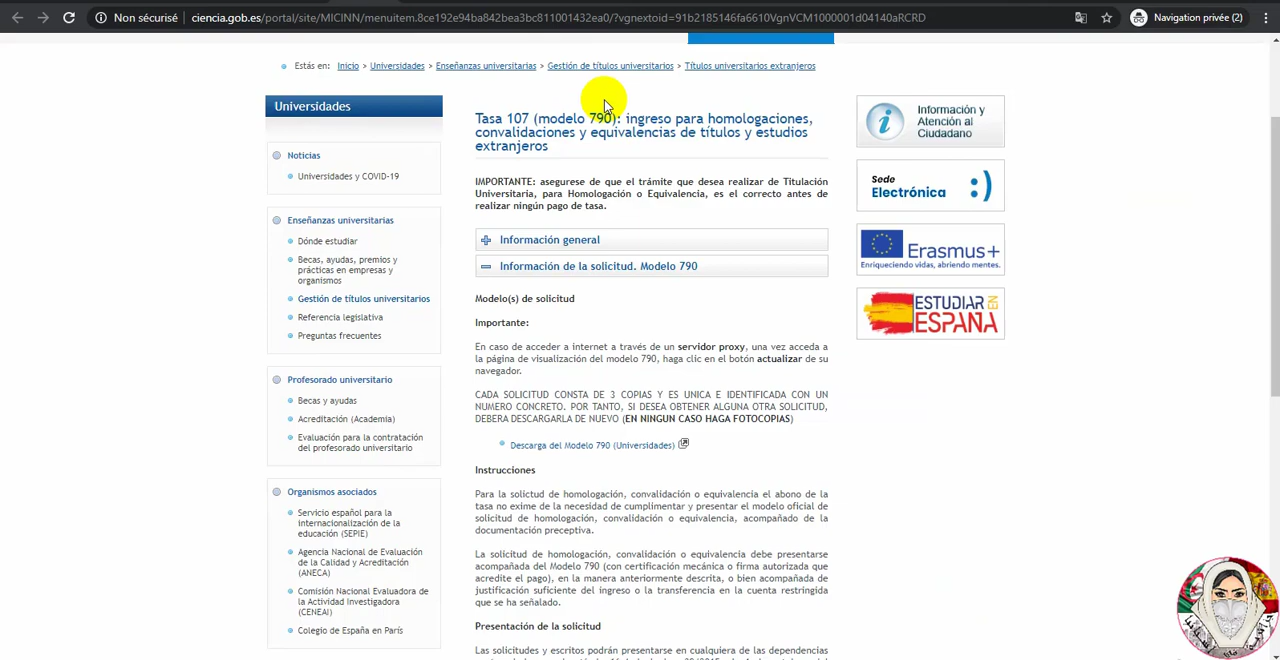 Non sécurisé | ciencia.gob.es/portal/site/MICINN/menuitem.8ce192e94ba842bea3bc811001432ea0/?vgnextoid=91b2185146fa6610VgnVCM1000001d04140aRCRD
Navigation privée (2)
Estás en: Inicio > Universidades > Enseñanzas universitarias > Gestión de títulos universitarios > Títulos universitarios extranjeros
Universidades
Noticias
Universidades y COVID-19
Enseñanzas universitarias
Dónde estudiar
Becas, ayudas, premios y
prácticas en empresas y
organismos
Gestión de títulos universitarios
Referencia legislativa
Preguntas frecuentes
Profesorado universitario
Becas y ayudas
Acreditación (Academia)
Evaluación para la contratación
del profesorado universitario
Organismos asociados
Servicio español para la
internacionalización de la
educación (SEPIE)
Agencia Nacional de Evaluación
de la Calidad y Acreditación
(ANECA)
Comisión Nacional Evaluadora de
la Actividad Investigadora
(CENEAI)
Colegio de España en París
Tasa 107 (modelo 790): ingreso para homologaciones,
convalidaciones y equivalencias de títulos y estudios
extranjeros
IMPORTANTE: asegurese de que el trámite que desea realizar de Titulación
Universitaria, para Homologación o Equivalencia, es el correcto antes de
realizar ningún pago de tasa.
Información general
Información de la solicitud. Modelo 790
Modelo(s) de solicitud
Importante:
En caso de acceder a internet a través de un servidor proxy, una vez acceda a
la página de visualización del modelo 790, haga clic en el botón actualizar de su
navegador.
CADA SOLICITUD CONSTA DE 3 COPIAS Y ES UNICA E IDENTIFICADA CON UN
NUMERO CONCRETO. POR TANTO, SI DESEA OBTENER ALGUNA OTRA SOLICITUD,
DEBERA DESCARGARLA DE NUEVO (EN NINGUN CASO HAGA FOTOCOPIAS)
Descarga del Modelo 790 (Universidades)
Instrucciones
Para la solictud de homologación, convalidación o equivalencia el abono de la
tasa no exime de la necesidad de cumplimentar y presentar el modelo oficial de
solicitud de homologación, convalidación o equivalencia, acompañado de la
documentación preceptiva.
La solicitud de homologación, convalidación o equivalencia debe presentarse
acompañada del Modelo 790 (con certificación mecánica o firma autorizada que
acredite el pago), en la manera anteriormente descrita, o bien acompañada de
justificación suficiente del ingreso o la transferencia en la cuenta restringida
que se ha señalado.
Presentación de la solicitud
Las solicitudes y escritos podrán presentarse en cualquiera de las dependencias
Información y
Atención al
Ciudadano
Sede
Electrónica :)
Erasmus+
Enriqueciendo vidas, abriendo mentes.
ESTUDIAR EN
ESPAÑA